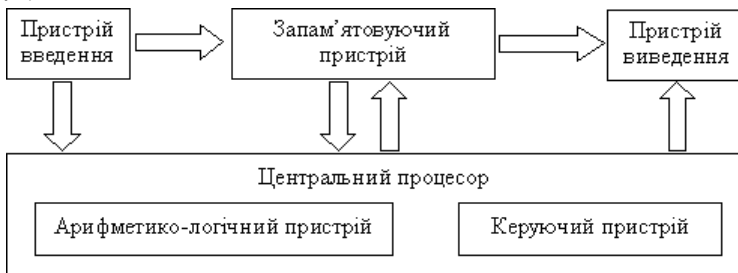 Пристрій
введення
Запам’ятовуючий
пристрій
Пристрій
виведення
Центральний процесор
Арифметико-логічний пристрій
Керуючий пристрій